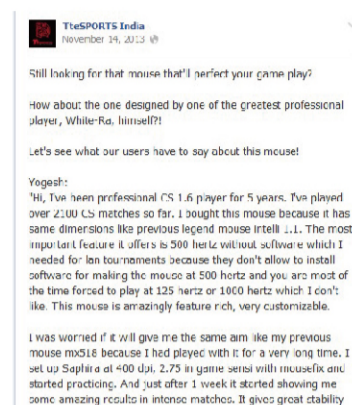 TteSPORTS India
November 14, 2013
Still looking for that mouse that'll perfect your game play?
How about the one designed by one of the greatest professional
player, White-Ra, himself?!
Let's see what our users have to say about this mouse!
Yogesh:
"Hi, I've been professional CS 1.6 player for 5 years. I've played
over 2100 CS matches so far. I bought this mouse because it has
same dimensions like previous legend mouse Intelli 1.1. The most
important feature it offers is 500 hertz without software which I
needed for lan tournaments because they don't allow to install
software for making the mouse at 500 hertz and you are most of
the time forced to play at 125 hertz or 1000 hertz which I don't
like. This mouse is amazingly feature rich, very customizable.
I was worried if it will give me the same aim like my previous
mouse mx518 because I had played with it for a very long time. I
set up Saphira at 400 dpi, 2.75 in game sensi with mousefix and
started practicing. And just after 1 week it started showing me
some amazing results in intense matches. It gives great stability